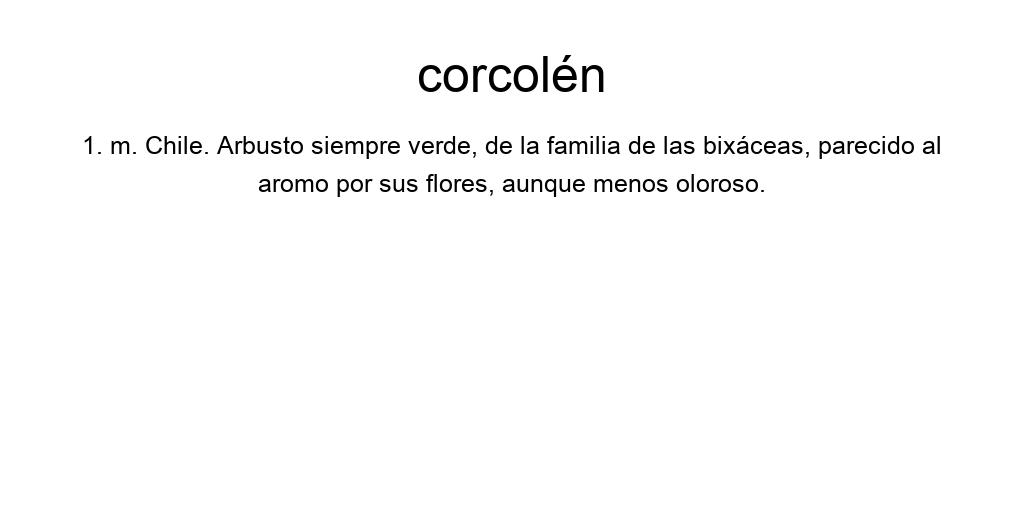 corcolén
1. m. Chile. Arbusto siempre verde, de la familia de las bixáceas, parecido al
aromo por sus flores, aunque menos oloroso.